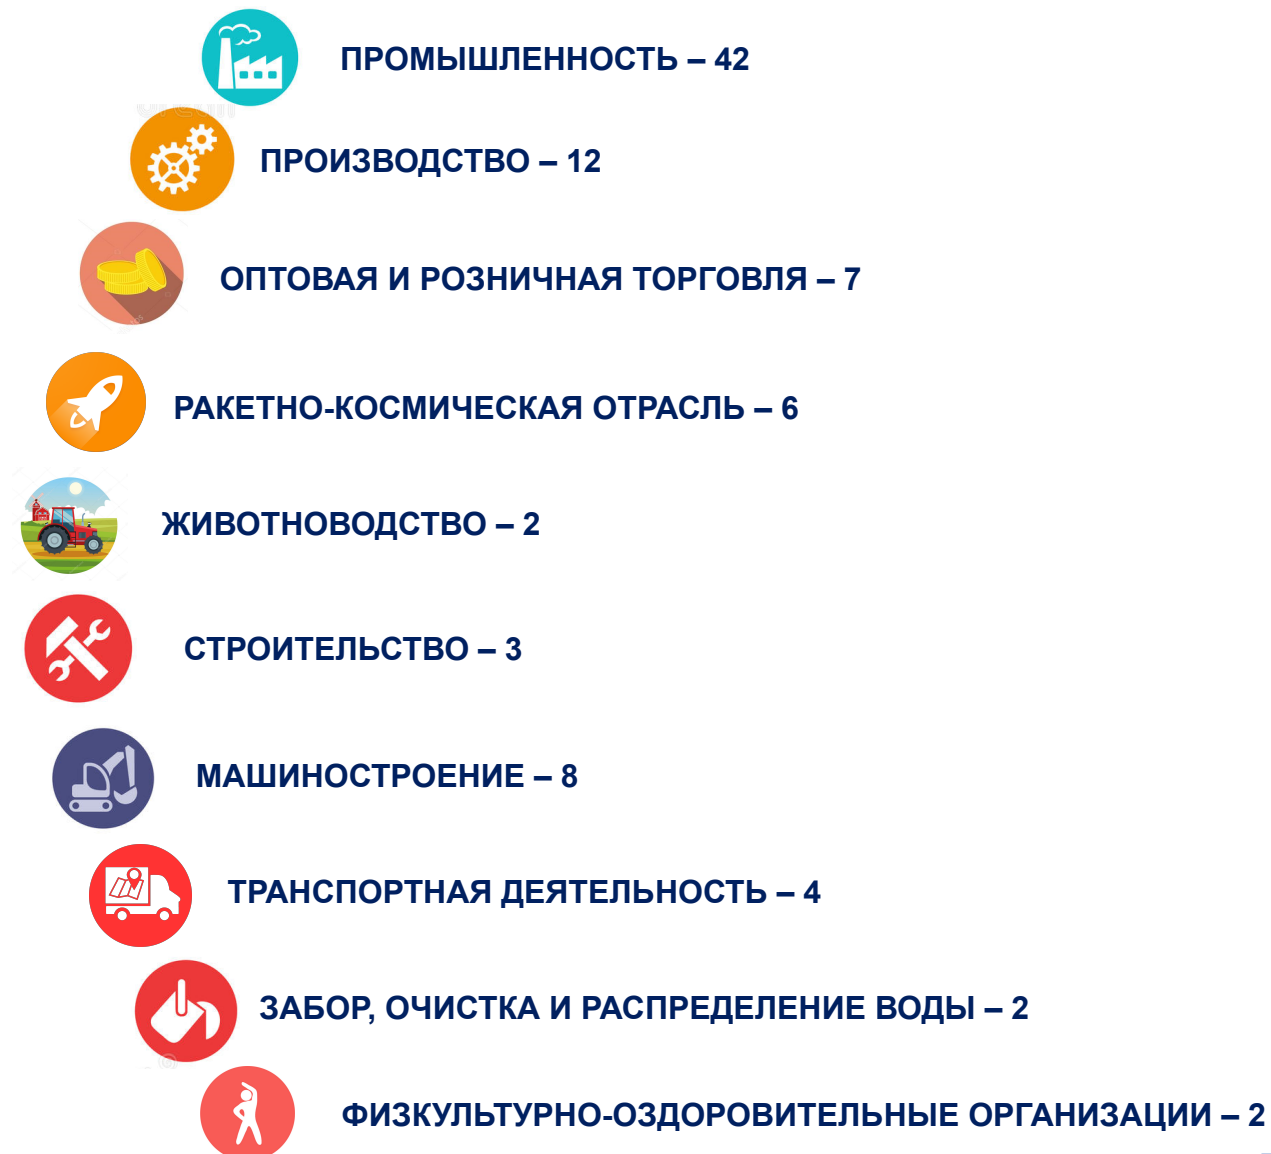 ПРОМЫШЛЕННОСТЬ – 42
ПРОИЗВОДСТВО – 12
ОПТОВАЯ И РОЗНИЧНАЯ ТОРГОВЛЯ – 7
РАКЕТНО-КОСМИЧЕСКАЯ ОТРАСЛЬ – 6
ЖИВОТНОВОДСТВО – 2
СТРОИТЕЛЬСТВО – 3
МАШИНОСТРОЕНИЕ – 8
ТРАНСПОРТНАЯ ДЕЯТЕЛЬНОСТЬ – 4
ЗАБОР, ОЧИСТКА И РАСПРЕДЕЛЕНИЕ ВОДЫ – 2
ФИЗКУЛЬТУРНО-ОЗДОРОВИТЕЛЬНЫЕ ОРГАНИЗАЦИИ – 2